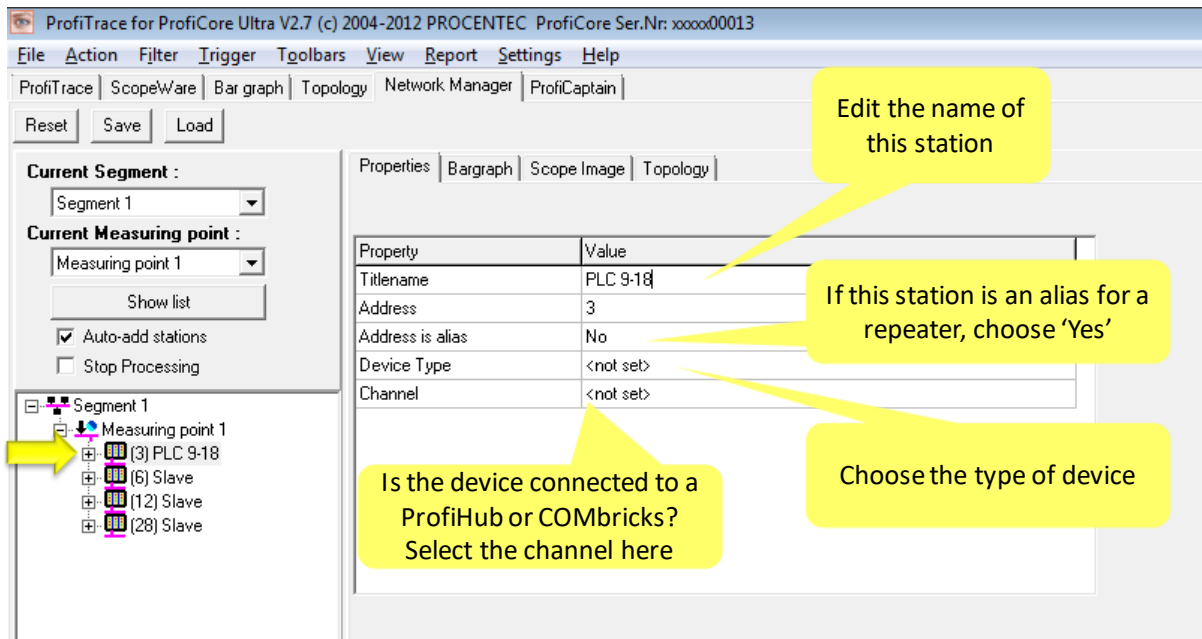 ProfiTrace for ProfiCore Ultra V2.7 (c) 2004-2012 PROCENTEC ProfiCore Ser.Nr: xxxxx00013
File Action Filter Trigger Toolbars View Report Settings Help
ProfiTrace ScopeWare Bar graph Topology Network Manager ProfiCaptain
Reset Save Load
Current Segment :
Segment 1
Current Measuring point :
Measuring point 1
Show list
Auto-add stations
Stop Processing
Segment 1
Measuring point 1
(3) PLC 9-18
(6) Slave
(12) Slave
(28) Slave
Properties Bargraph Scope Image Topology
Property Value
Titlename PLC 9-18
Address 3
Address is alias No
Device Type <not set>
Channel <not set>
Edit the name of
this station
If this station is an alias for a
repeater, choose ‘Yes’
Choose the type of device
Is the device connected to a
ProfiHub or COMbricks?
Select the channel here